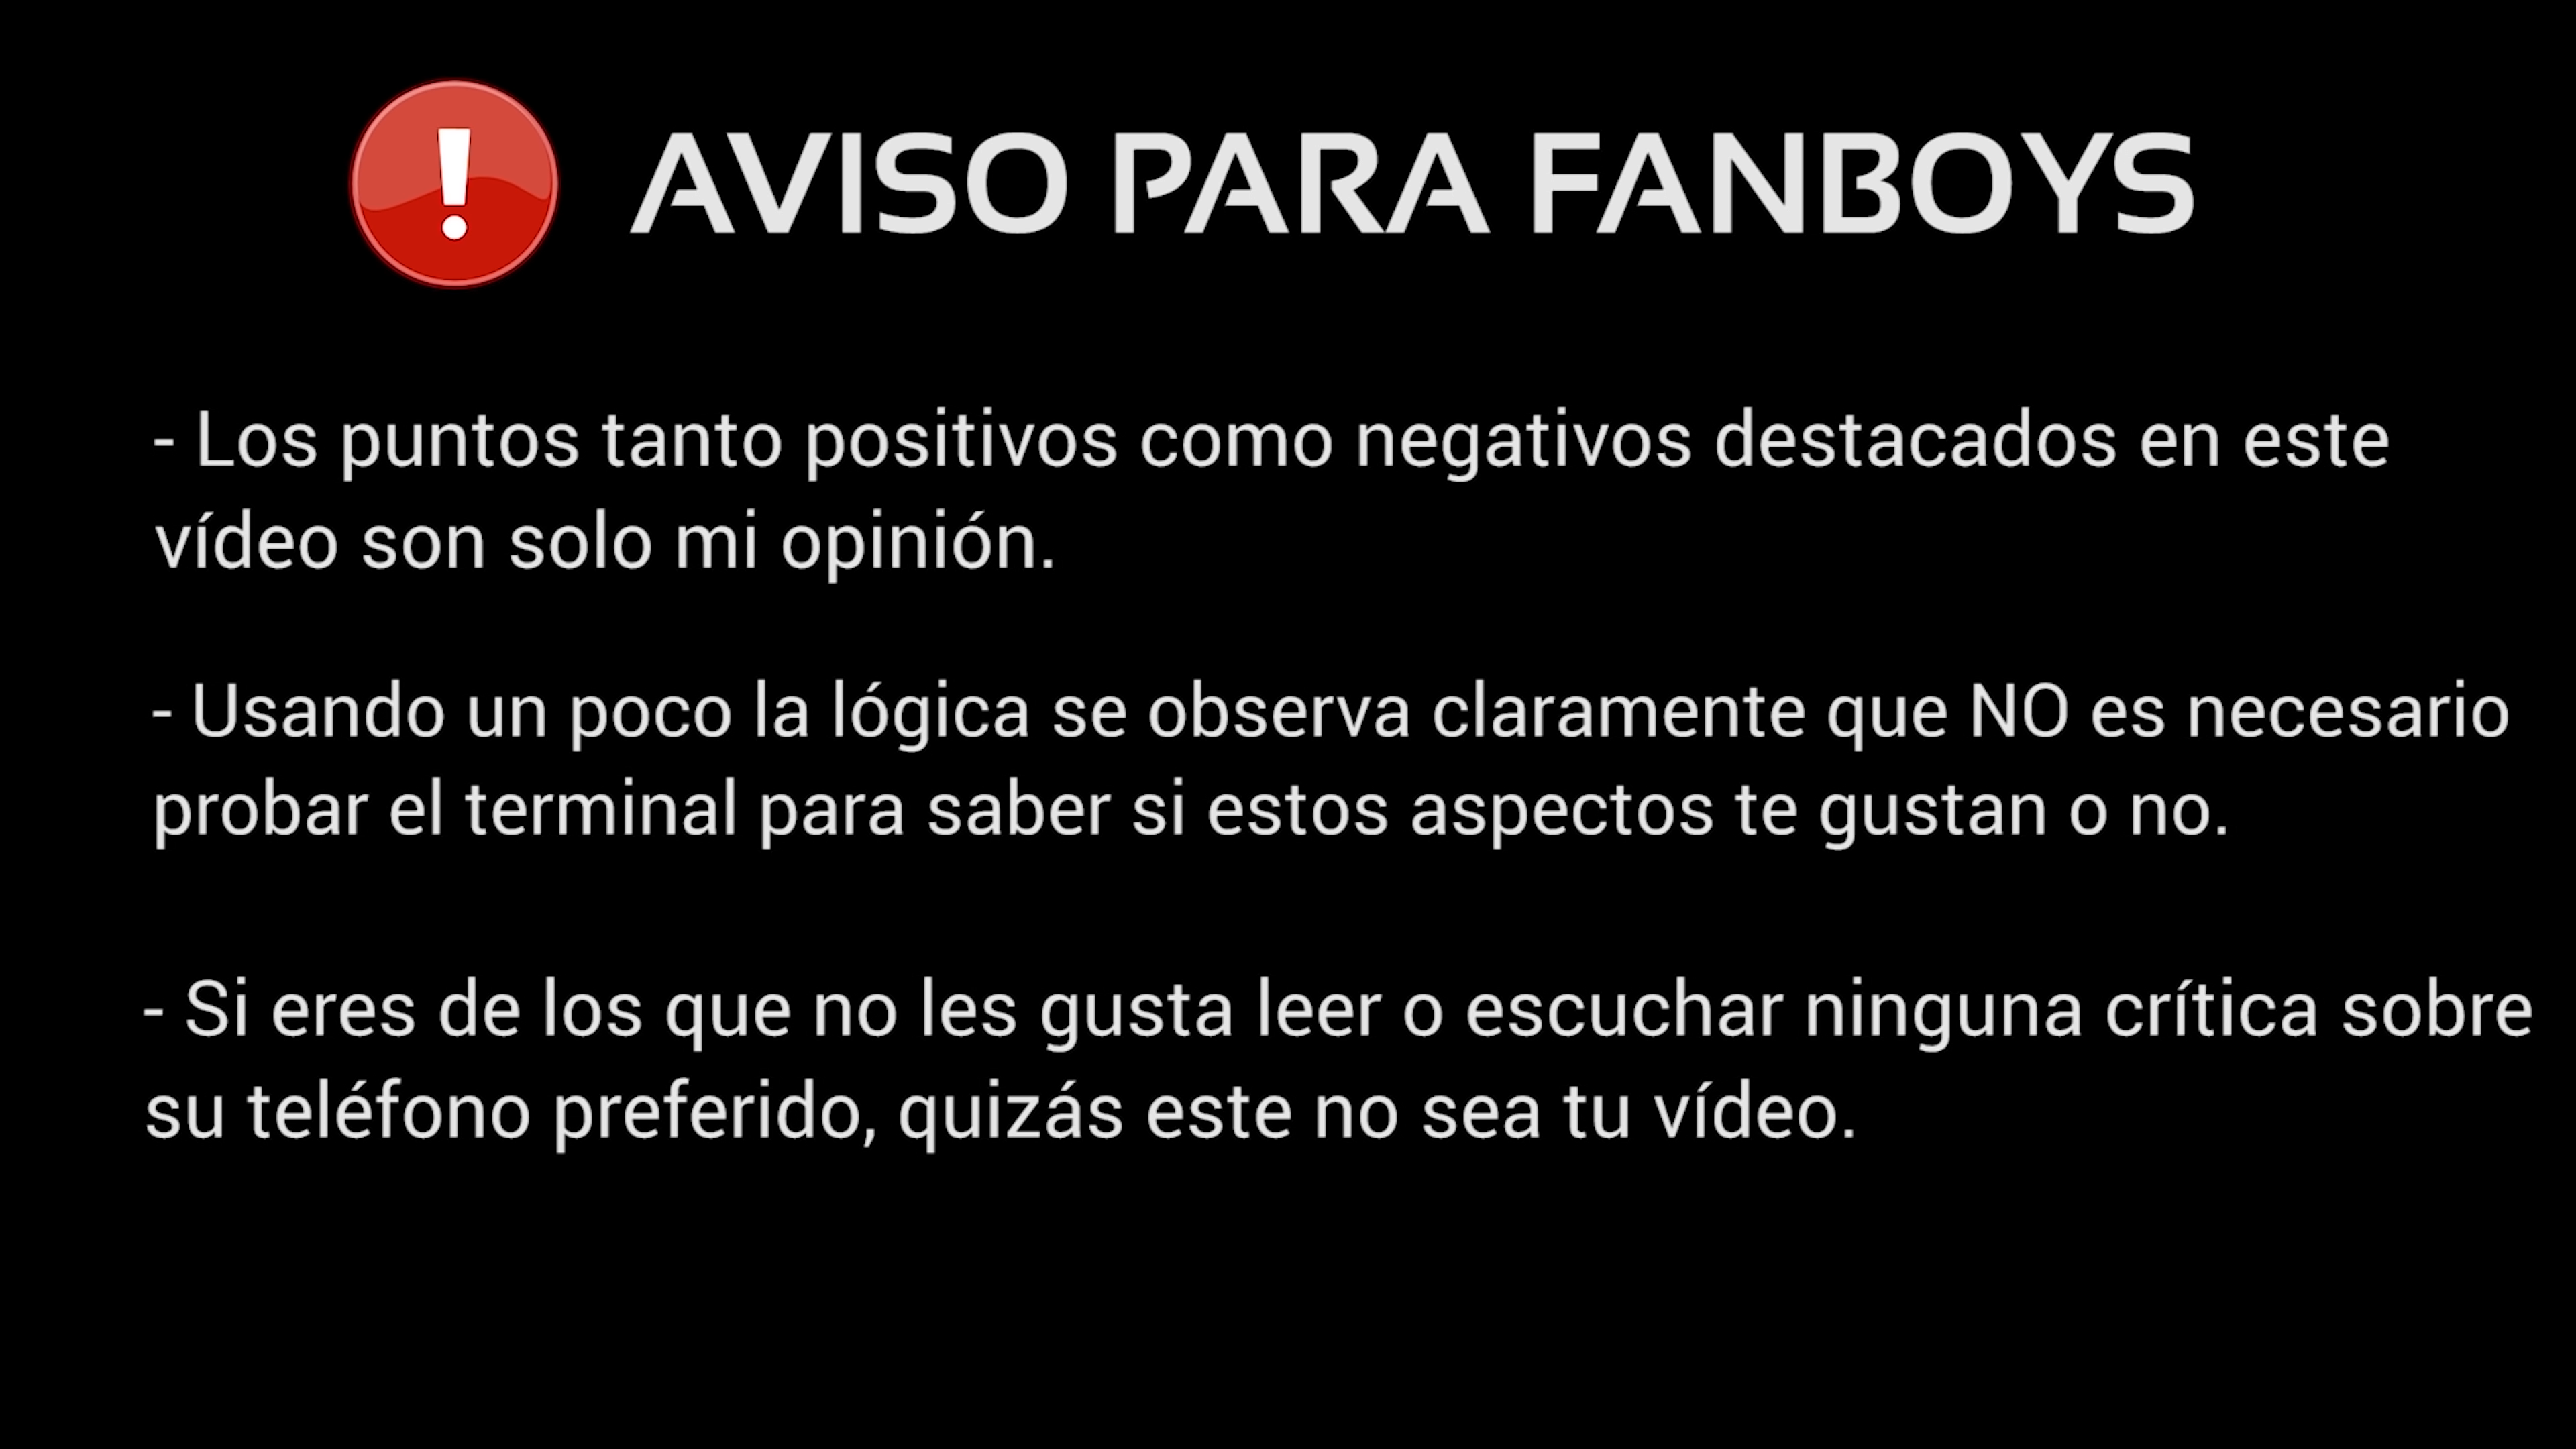 AVISO PARA FANBOYS
- Los puntos tanto positivos como negativos destacados en este
vídeo son solo mi opinión.
- Usando un poco la lógica se observa claramente que NO es necesario
probar el terminal para saber si estos aspectos te gustan o no.
- Si eres de los que no les gusta leer o escuchar ninguna crítica sobre
su teléfono preferido, quizás este no sea tu vídeo.